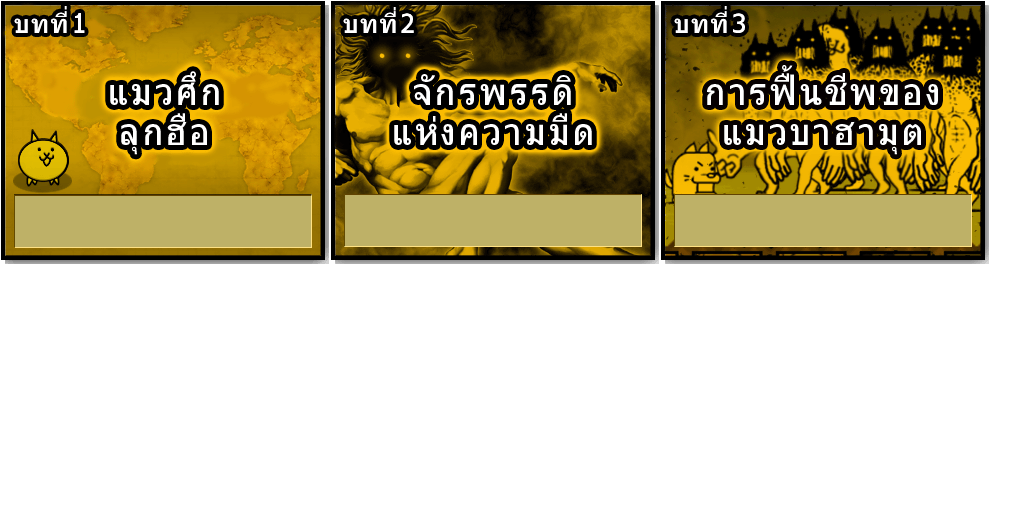 บทที่1
แมวศึก
ลุกฮือ
บทที่2
จักรพรรดิ
แห่งความมืด
บทที่3
การฟื้นชีพของ
แมวบาฮามุต